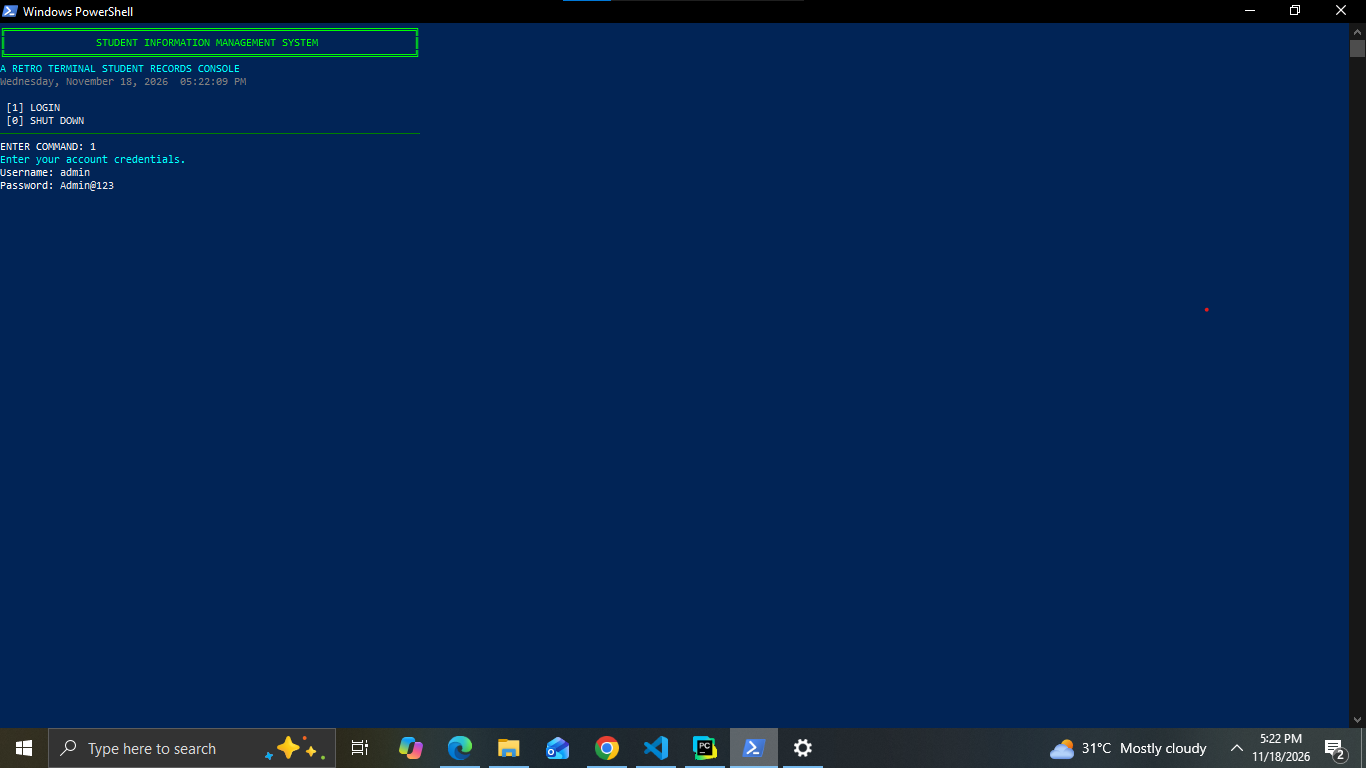 Windows PowerShell
STUDENT INFORMATION MANAGEMENT SYSTEM
A RETRO TERMINAL STUDENT RECORDS CONSOLE
Wednesday, November 18, 2026  05:22:09 PM
[1] LOGIN
[0] SHUT DOWN
ENTER COMMAND: 1
Enter your account credentials.
Username: admin
Password: Admin@123
Type here to search
PC
31°C Mostly cloudy
5:22 PM
11/18/2026
2